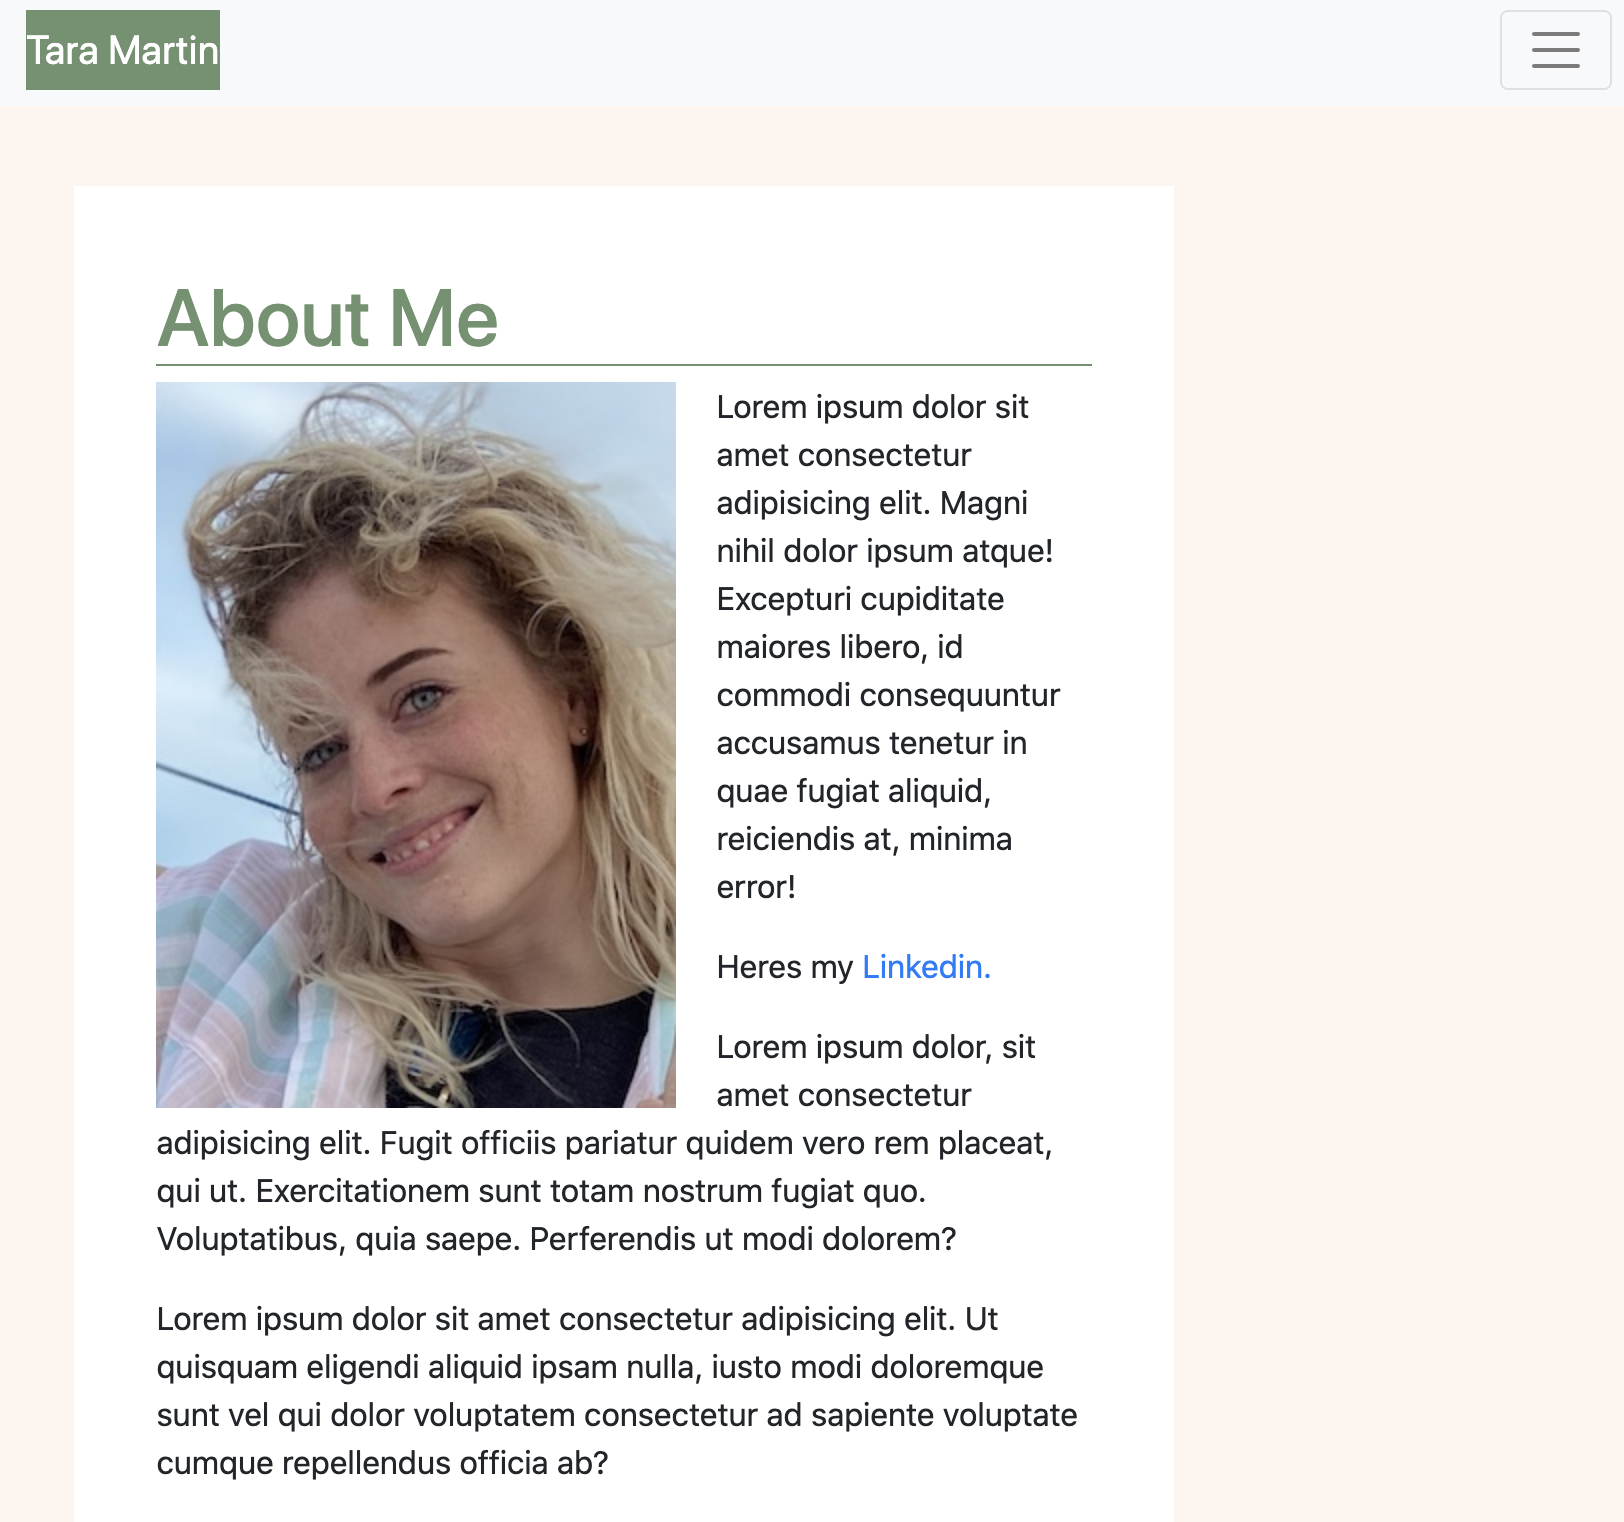 Tara Martin
About Me
Lorem ipsum dolor sit
amet consectetur
adipisicing elit. Magni
nihil dolor ipsum atque!
Excepturi cupiditate
maiores libero, id
commodi consequuntur
accusamus tenetur in
quae fugiat aliquid,
reiciendis at, minima
error!
Heres my Linkedin.
Lorem ipsum dolor, sit
amet consectetur
adipisicing elit. Fugit officiis pariatur quidem vero rem placeat,
qui ut. Exercitationem sunt totam nostrum fugiat quo.
Voluptatibus, quia saepe. Perferendis ut modi dolorem?
Lorem ipsum dolor sit amet consectetur adipisicing elit. Ut
quisquam eligendi aliquid ipsam nulla, iusto modi doloremque
sunt vel qui dolor voluptatem consectetur ad sapiente voluptate
cumque repellendus officia ab?